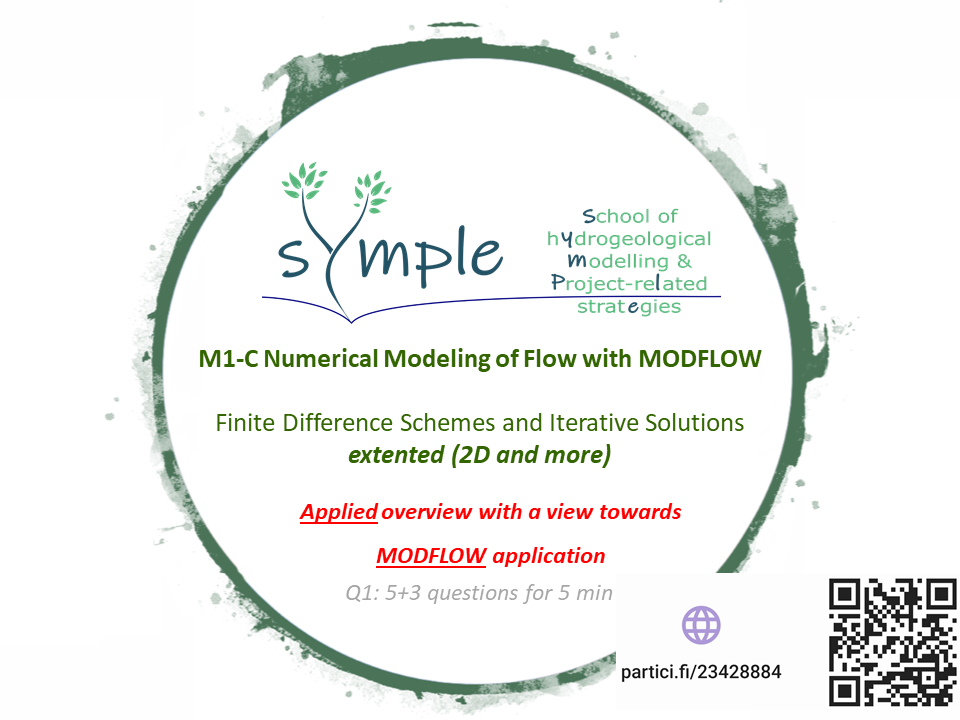 sYmple
School of
hydrogeological
modelling &
Project-related
strategies
M1-C Numerical Modeling of Flow with MODFLOW
Finite Difference Schemes and Iterative Solutions
extented (2D and more)
Applied overview with a view towards
MODFLOW application
Q1: 5+3 questions for 5 min
partici.fi/23428884